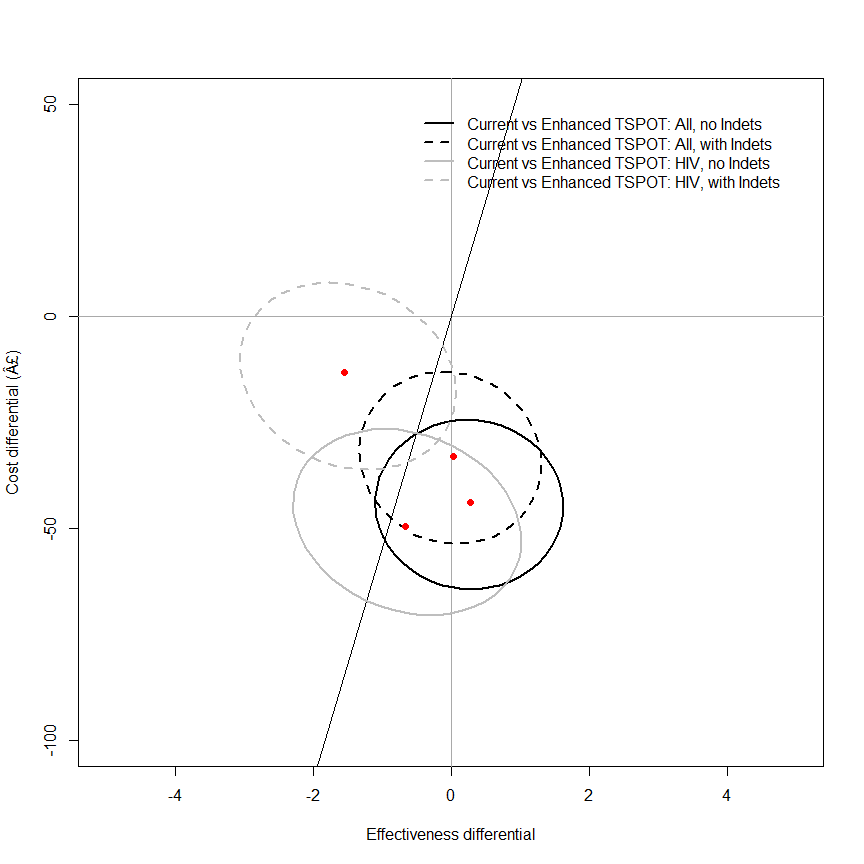 50
0
-50
-100
Cost differential (Â£)
Current vs Enhanced TSPOT: All, no Indets
Current vs Enhanced TSPOT: All, with Indets
Current vs Enhanced TSPOT: HIV, no Indets
Current vs Enhanced TSPOT: HIV, with Indets
-4
-2
0
2
4
Effectiveness differential